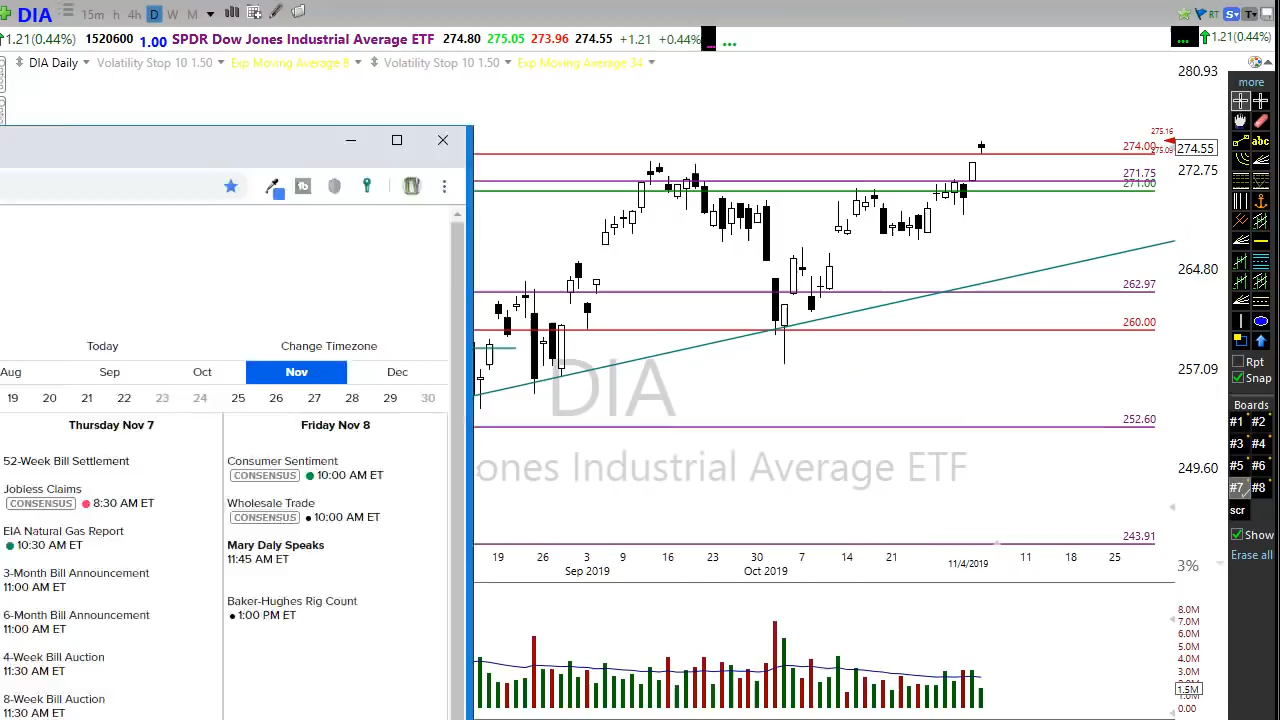 DIA 15m h 4h D W M RT S T
1.21(0.44%) 1520600 1.00 SPDR Dow Jones Industrial Average ETF 274.80 275.05 273.96 274.55 +1.21 +0.44% ... ... 1.21(0.44%)
DIA Daily Volatility Stop 10 1.50 Exp Moving Average 8 Volatility Stop 10 1.50 Exp Moving Average 34
280.93
more
abc
275.16
274.00
274.55
272.75
271.75
271.00
264.80
262.97
260.00
257.09
252.60
249.60
243.91
DIA
Jones Industrial Average ETF
Rpt
Snap
Boards
#1 #2
#3 #4
#5 #6
#7 #8
scr
Show
Erase all
3%
19 26 3 9 16 23 30 7 14 21 11 18 25
Sep 2019 Oct 2019 11/4/2019
8.0M
7.0M
6.0M
5.0M
4.0M
3.0M
1.5M
1.0M
0.00
Today Change Timezone
Aug Sep Oct Nov Dec
19 20 21 22 23 24 25 26 27 28 29 30
Thursday Nov 7
52-Week Bill Settlement
Jobless Claims
CONSENSUS 8:30 AM ET
EIA Natural Gas Report
10:30 AM ET
3-Month Bill Announcement
11:00 AM ET
6-Month Bill Announcement
11:00 AM ET
4-Week Bill Auction
11:30 AM ET
8-Week Bill Auction
11:30 AM ET
Friday Nov 8
Consumer Sentiment
CONSENSUS 10:00 AM ET
Wholesale Trade
CONSENSUS 10:00 AM ET
Mary Daly Speaks
11:45 AM ET
Baker-Hughes Rig Count
1:00 PM ET